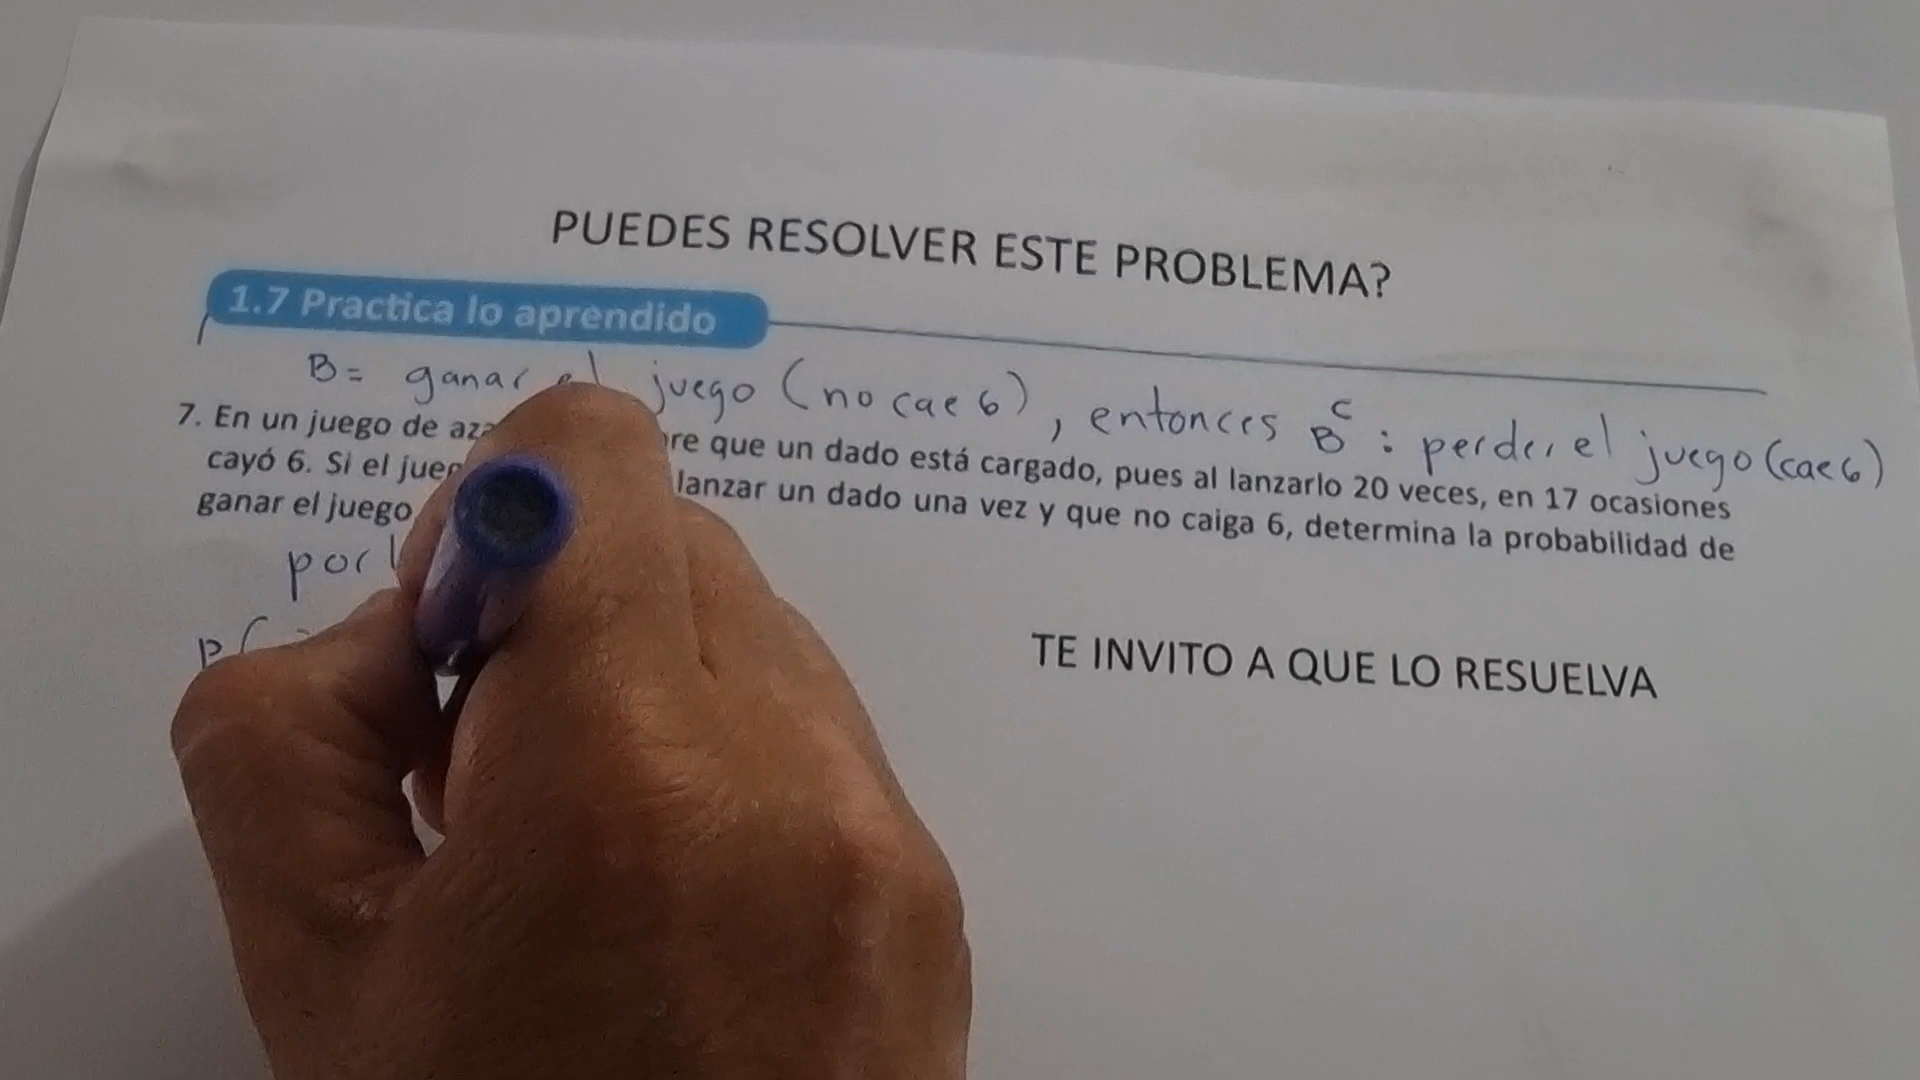 PUEDES RESOLVER ESTE PROBLEMA?
1.7 Practica lo aprendido
B= ganar el juego (no cae 6), entonces B^c : perder el juego (cae 6)
7. En un juego de que un dado está cargado, pues al lanzarlo 20 veces, en 17 ocasiones
cayó 6. Si el lanzar un dado una vez y que no caiga 6, determina la probabilidad de
ganar el juego
por
P(
TE INVITO A QUE LO RESUELVA